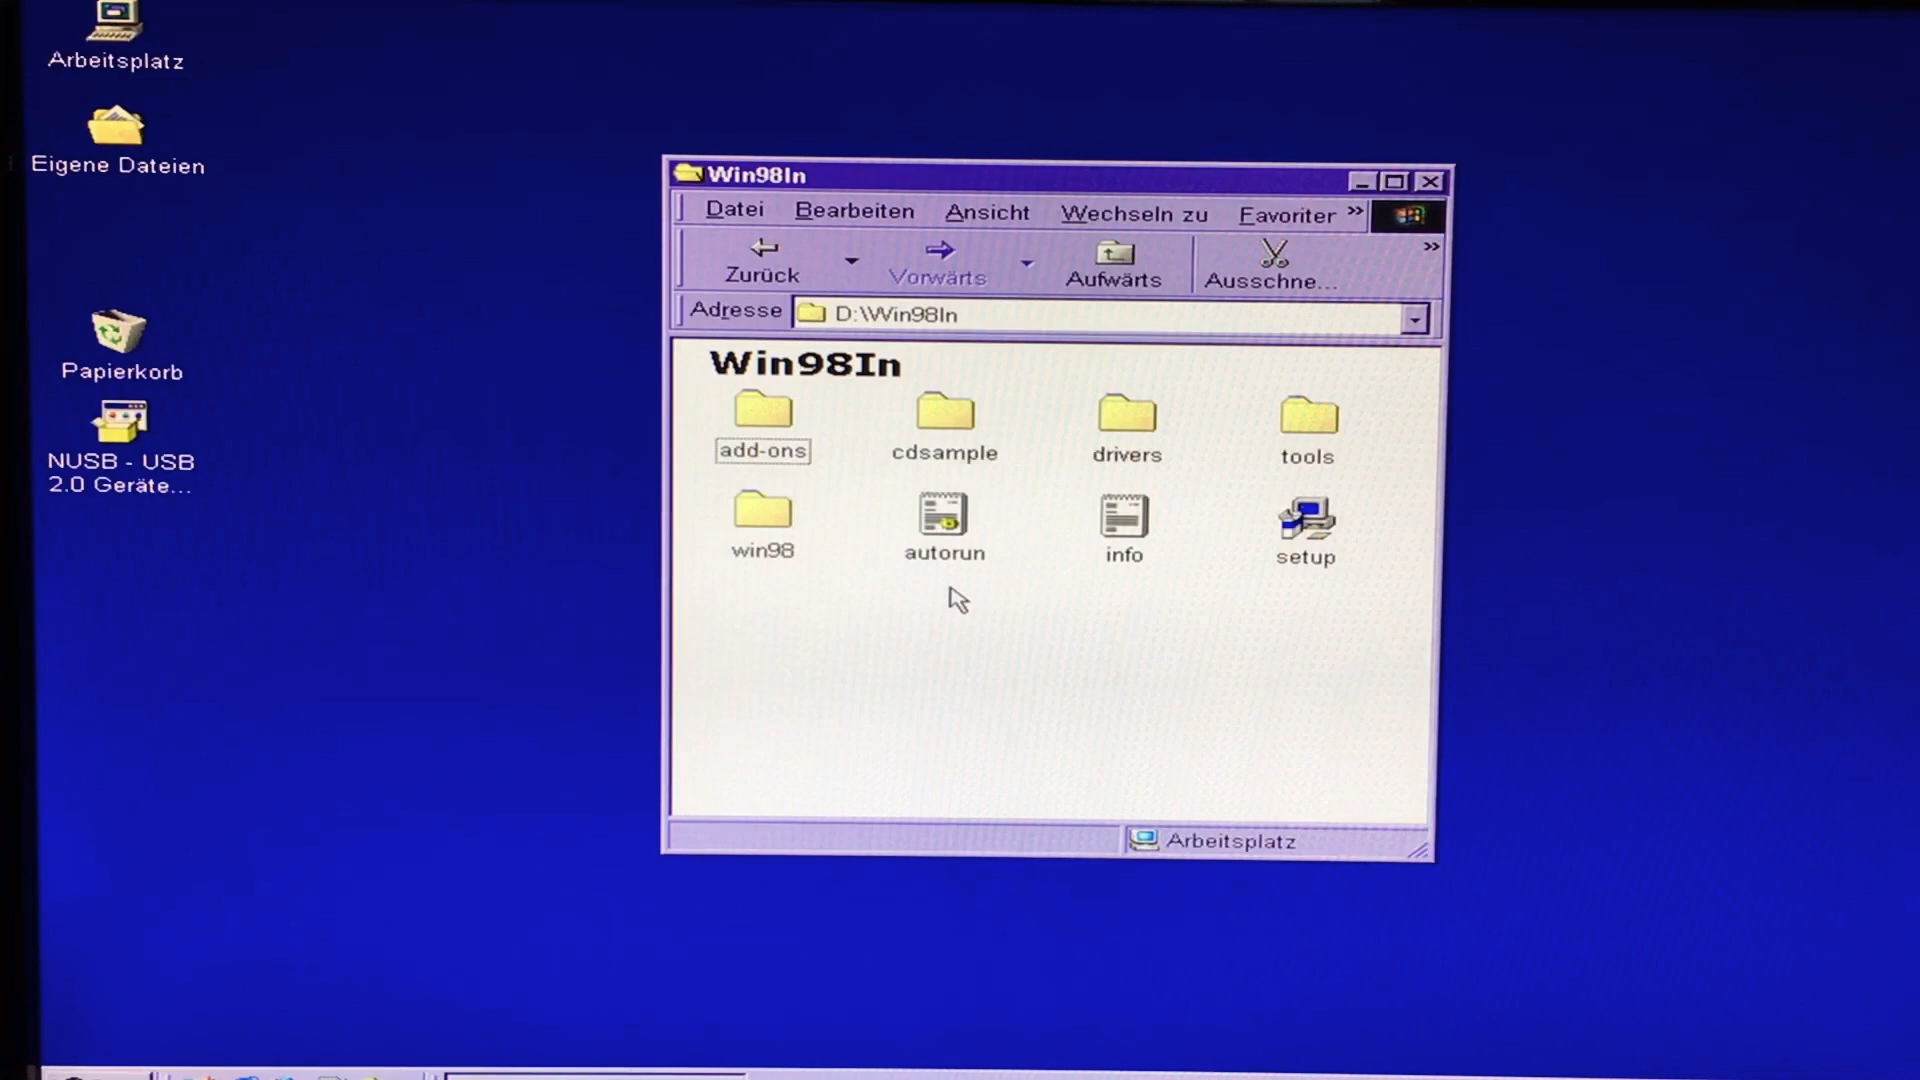 Arbeitsplatz
Eigene Dateien
Papierkorb
NUSB - USB
2.0 Geräte...
Win98In
Datei Bearbeiten Ansicht Wechseln zu Favoriten »
Zurück Vorwärts Aufwärts Ausschne... »
Adresse D:\Win98In
Win98In
add-ons cdsample drivers tools
win98 autorun info setup
Arbeitsplatz